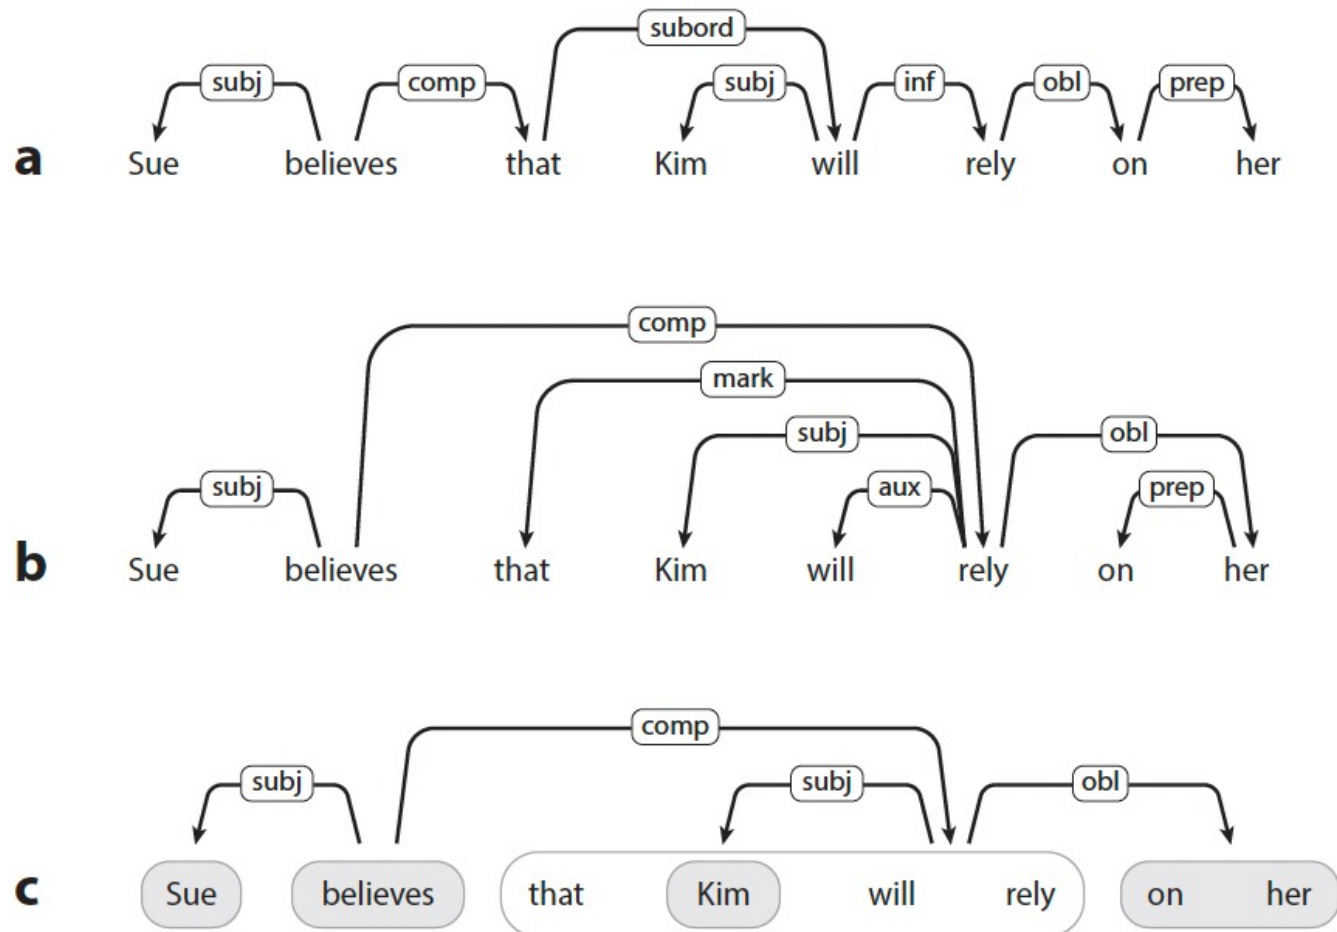 subord
subj comp subj inf obl prep
a Sue believes that Kim will rely on her
comp
mark
subj obl
subj aux prep
b Sue believes that Kim will rely on her
comp
subj subj obl
c Sue believes that Kim will rely on her